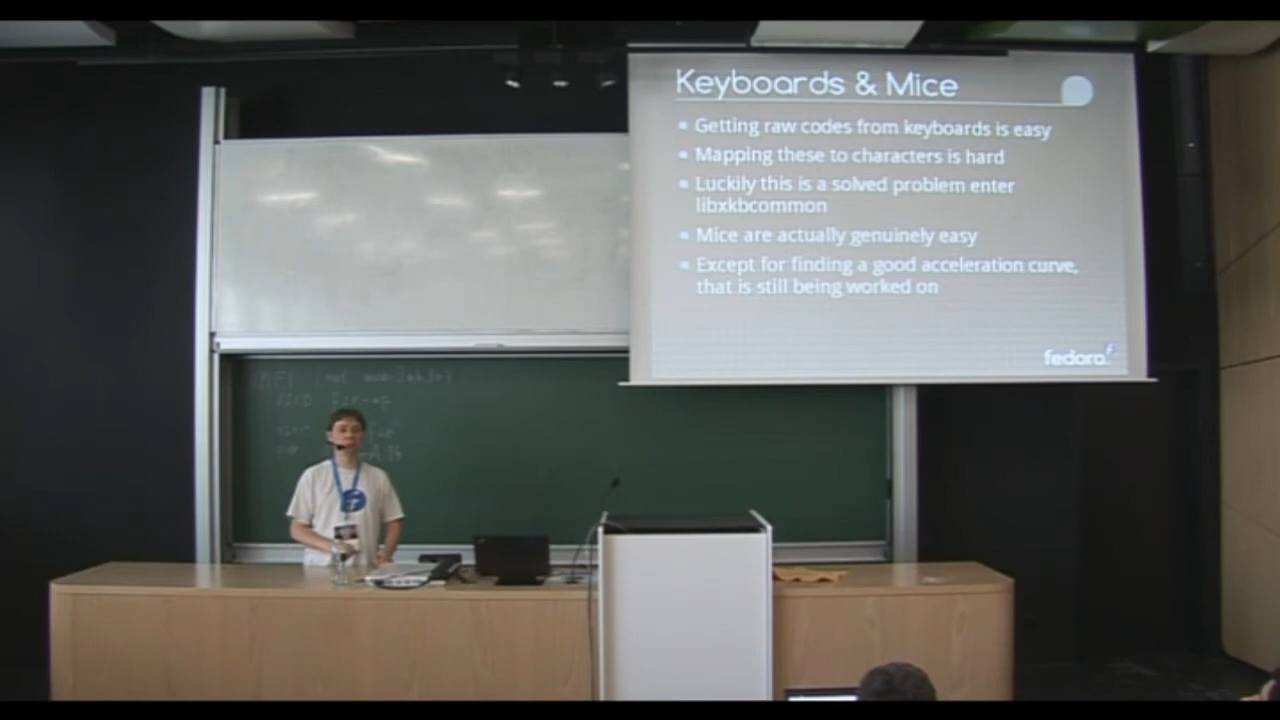 Keyboards & Mice
Getting raw codes from keyboards is easy
Mapping these to characters is hard
Luckily this is a solved problem enter
libxkbcommon
Mice are actually genuinely easy
Except for finding a good acceleration curve,
that is still being worked on
fedora